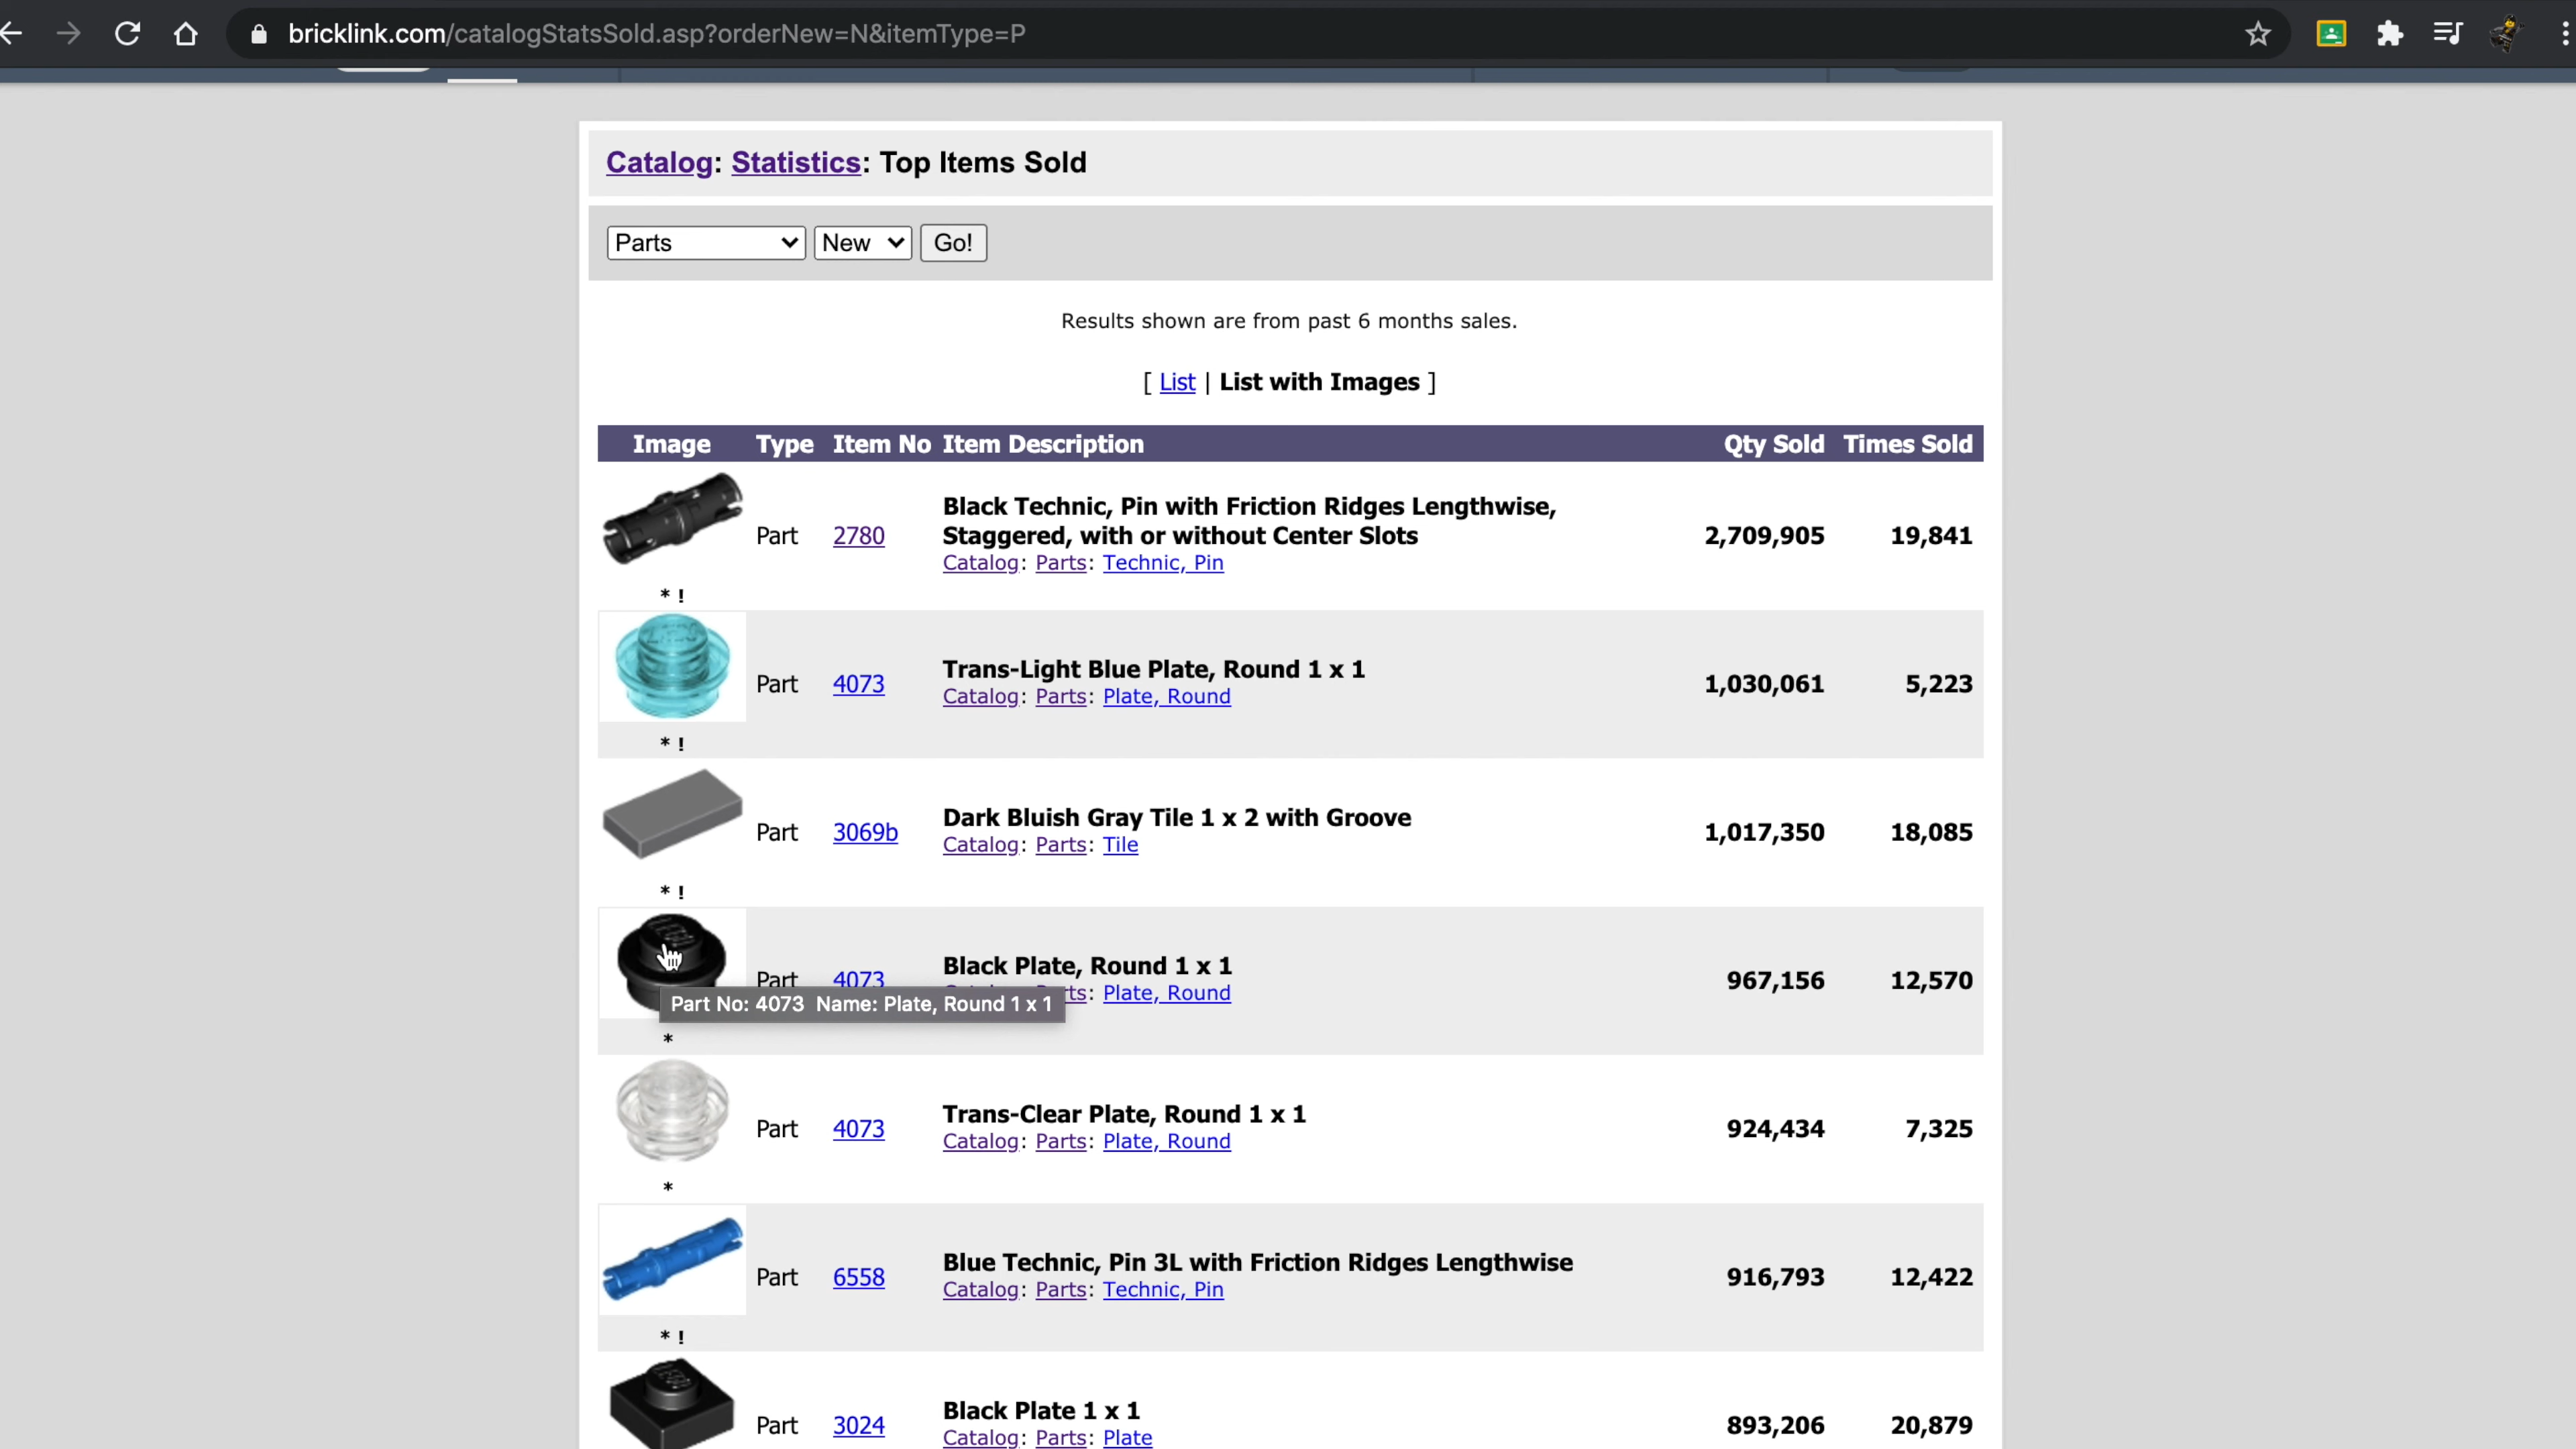 bricklink.com/catalogStatsSold.asp?orderNew=N&itemType=P
Catalog: Statistics: Top Items Sold
Parts New Go!
Results shown are from past 6 months sales.
[ List | List with Images ]
Image Type Item No Item Description Qty Sold Times Sold
Black Technic, Pin with Friction Ridges Lengthwise,
Part 2780 Staggered, with or without Center Slots 2,709,905 19,841
Catalog: Parts: Technic, Pin
* !
Trans-Light Blue Plate, Round 1 x 1
Part 4073 1,030,061 5,223
Catalog: Parts: Plate, Round
* !
Dark Bluish Gray Tile 1 x 2 with Groove
Part 3069b 1,017,350 18,085
Catalog: Parts: Tile
* !
Black Plate, Round 1 x 1
Part 4073 967,156 12,570
Plate, Round
Part No: 4073 Name: Plate, Round 1 x 1
*
Trans-Clear Plate, Round 1 x 1
Part 4073 924,434 7,325
Catalog: Parts: Plate, Round
*
Blue Technic, Pin 3L with Friction Ridges Lengthwise
Part 6558 916,793 12,422
Catalog: Parts: Technic, Pin
* !
Black Plate 1 x 1
Part 3024 893,206 20,879
Catalog: Parts: Plate